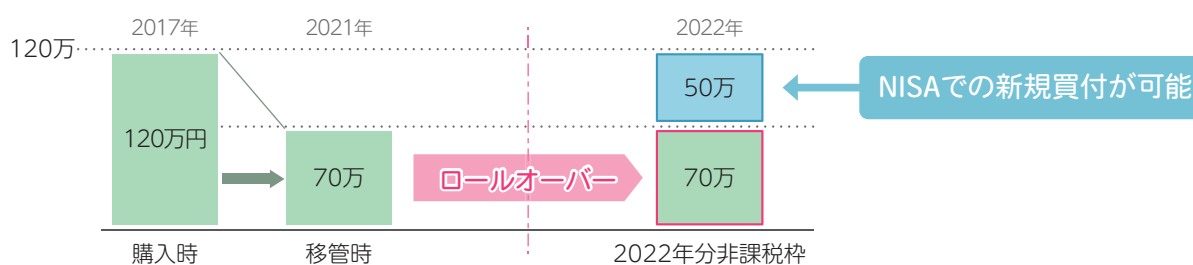 2017年
2021年
2022年
120万
50万
NISAでの新規買付が可能
120万円
70万
ロールオーバー
70万
購入時
移管時
2022年分非課税枠